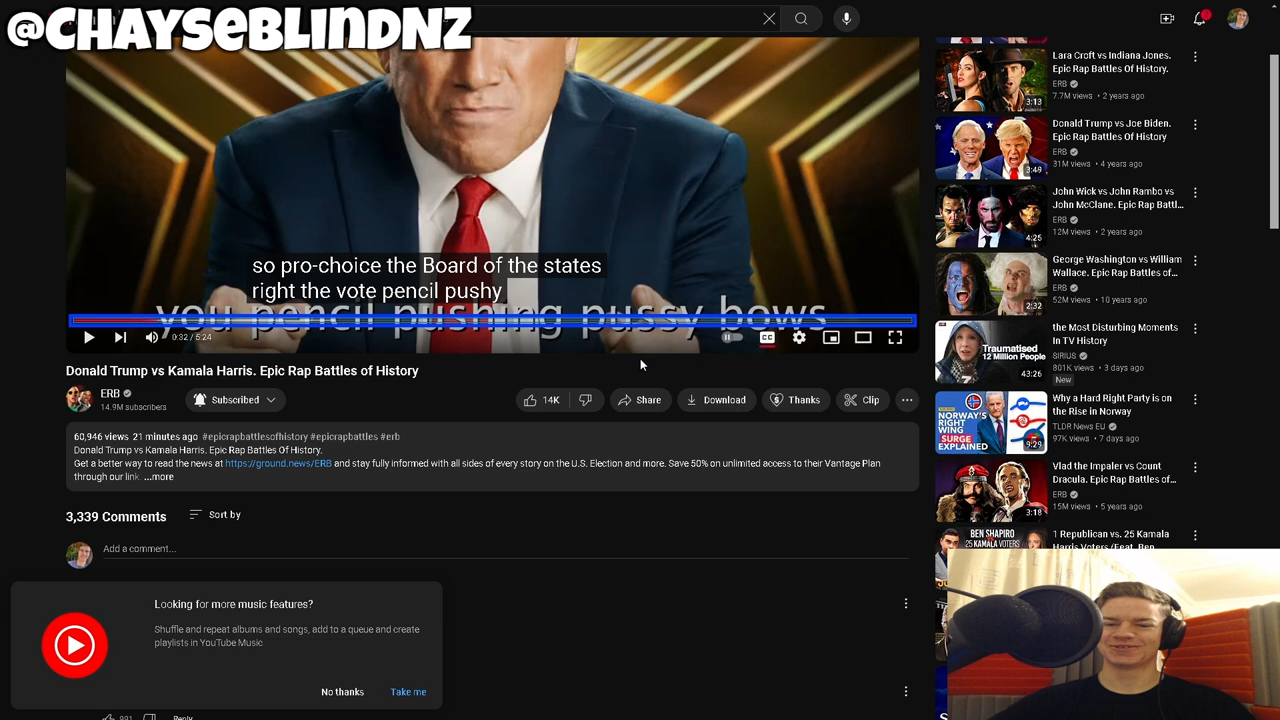 @CHAYSEBLINDNZ
so pro-choice the Board of the states
right the vote pencil pushy
you pencil pushing pussy bows
0:32 / 5:24
CC
Donald Trump vs Kamala Harris. Epic Rap Battles of History
ERB
14.9M subscribers
Subscribed
14K
Share
Download
Thanks
Clip
60,946 views 21 minutes ago #epicrapbattlesofhistory #epicrapbattles #erb
Donald Trump vs Kamala Harris. Epic Rap Battles Of History.
Get a better way to read the news at https://ground.news/ERB and stay fully informed with all sides of every story on the U.S. Election and more. Save 50% on unlimited access to their Vantage Plan
through our link. ...more
3,339 Comments
Sort by
Add a comment...
Looking for more music features?
Shuffle and repeat albums and songs, add to a queue and create
playlists in YouTube Music
No thanks
Take me
991
Reply
Lara Croft vs Indiana Jones.
Epic Rap Battles Of History.
ERB
7.7M views • 2 years ago
3:13
Donald Trump vs Joe Biden.
Epic Rap Battles Of History
ERB
31M views • 4 years ago
3:49
John Wick vs John Rambo vs
John McClane. Epic Rap Battl...
ERB
12M views • 2 years ago
4:25
George Washington vs William
Wallace. Epic Rap Battles of...
ERB
52M views • 10 years ago
2:32
the Most Disturbing Moments
In TV History
SIRIUS
801K views • 3 days ago
New
Traumatised
12 Million People
43:26
Why a Hard Right Party is on
the Rise in Norway
TLDR News EU
97K views • 7 days ago
NORWAY'S
RIGHT
WING
SURGE
EXPLAINED
9:29
Vlad the Impaler vs Count
Dracula. Epic Rap Battles of...
ERB
15M views • 5 years ago
3:18
1 Republican vs. 25 Kamala
Harris Voters (Feat. Ben
BEN SHAPIRO
25 KAMALA VOTERS